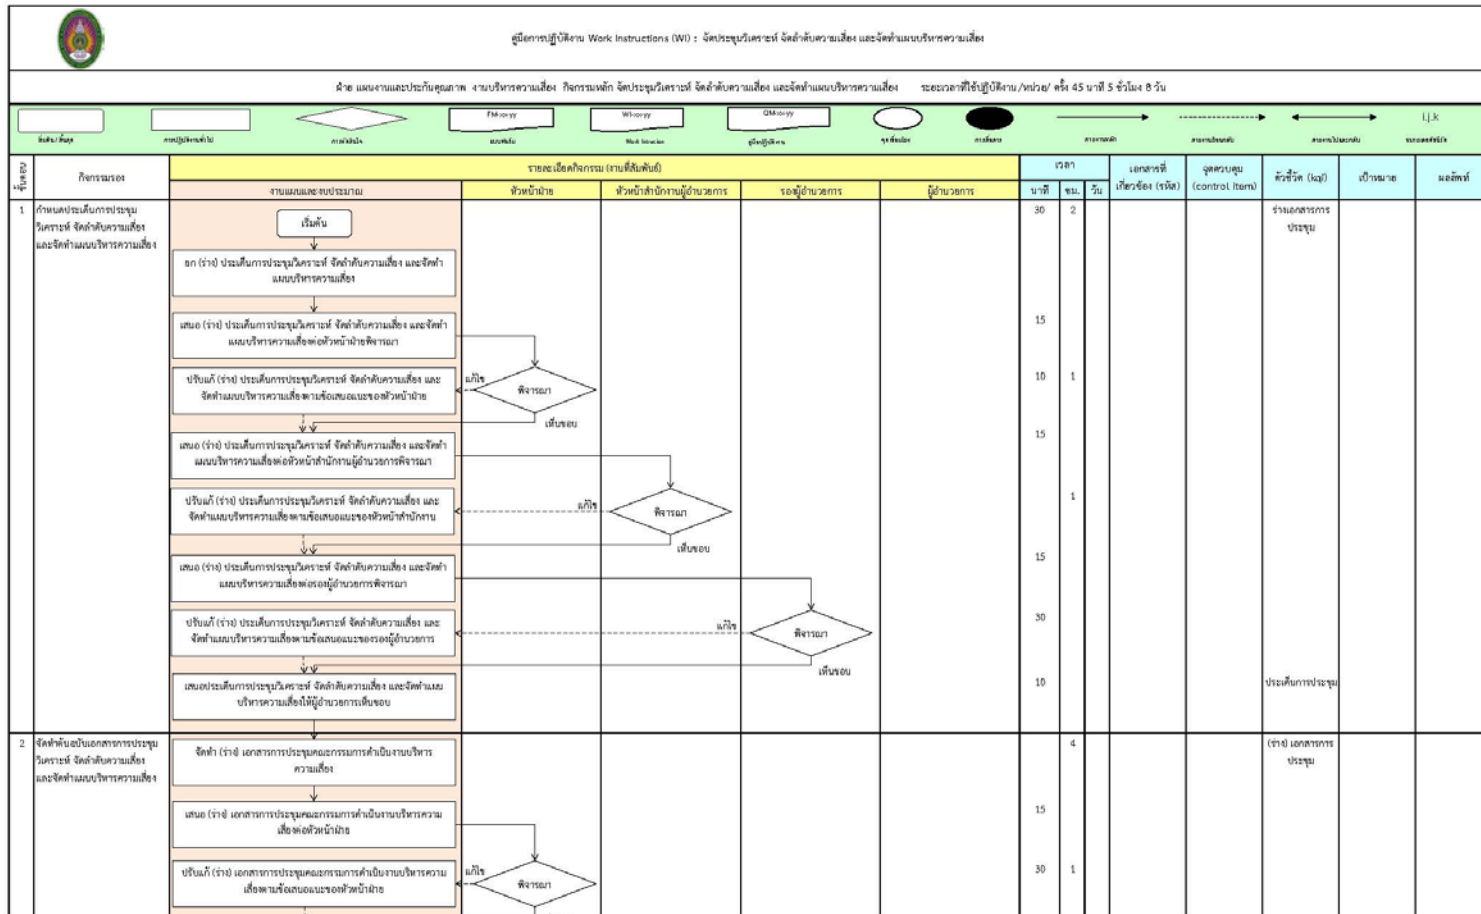 คู่มือการปฏิบัติงาน Work Instructions (WI) : จัดประชุมวิเคราะห์ จัดลำดับความเสี่ยง และจัดทำแผนบริหารความเสี่ยง
ฝ่าย แผนงานและประกันคุณภาพ งานบริหารความเสี่ยง กิจกรรมหลัก จัดประชุมวิเคราะห์ จัดลำดับความเสี่ยง และจัดทำแผนบริหารความเสี่ยง ระยะเวลาที่ใช้ปฏิบัติงาน/หน่วย/ ครั้ง 45 นาที 5 ชั่วโมง 8 วัน
FM-xx-yy WI-xx-yy QM-xx-yy i.j.k
เริ่มต้น/สิ้นสุด การปฏิบัติงานทั่วไป การตัดสินใจ แบบฟอร์ม Work Instruction คู่มือปฏิบัติงาน จุดเชื่อมต่อ
ขั้นตอน กิจกรรมรอง รายละเอียดกิจกรรม (งานที่สัมพันธ์) เวลา เอกสารที่เกี่ยวข้อง (รหัส) จุดควบคุม (control Item) ตัวชี้วัด (kqi) เป้าหมาย ผลลัพท์
งานแผนและงบประมาณ หัวหน้าฝ่าย หัวหน้าสำนักงานผู้อำนวยการ รองผู้อำนวยการ ผู้อำนวยการ นาที ชม. วัน
1 กำหนดประเด็นการประชุม
วิเคราะห์ จัดลำดับความเสี่ยง
และจัดทำแผนบริหารความเสี่ยง
เริ่มต้น
30 2
ร่างเอกสารการ
ประชุม
ยก (ร่าง) ประเด็นการประชุมวิเคราะห์ จัดลำดับความเสี่ยง และจัดทำ
แผนบริหารความเสี่ยง
เสนอ (ร่าง) ประเด็นการประชุมวิเคราะห์ จัดลำดับความเสี่ยง และจัดทำ
แผนบริหารความเสี่ยงต่อหัวหน้าฝ่ายพิจารณา
15
ปรับแก้ (ร่าง) ประเด็นการประชุมวิเคราะห์ จัดลำดับความเสี่ยง และ
จัดทำแผนบริหารความเสี่ยงตามข้อเสนอแนะของหัวหน้าฝ่าย
แก้ไข
พิจารณา
10 1
เห็นชอบ
เสนอ (ร่าง) ประเด็นการประชุมวิเคราะห์ จัดลำดับความเสี่ยง และจัดทำ
แผนบริหารความเสี่ยงต่อหัวหน้าสำนักงานผู้อำนวยการพิจารณา
15
ปรับแก้ (ร่าง) ประเด็นการประชุมวิเคราะห์ จัดลำดับความเสี่ยง และ
จัดทำแผนบริหารความเสี่ยงตามข้อเสนอแนะของหัวหน้าสำนักงาน
แก้ไข
พิจารณา
1
เห็นชอบ
เสนอ (ร่าง) ประเด็นการประชุมวิเคราะห์ จัดลำดับความเสี่ยง และจัดทำ
แผนบริหารความเสี่ยงต่อรองผู้อำนวยการพิจารณา
15
ปรับแก้ (ร่าง) ประเด็นการประชุมวิเคราะห์ จัดลำดับความเสี่ยง และ
จัดทำแผนบริหารความเสี่ยงตามข้อเสนอแนะของรองผู้อำนวยการ
แก้ไข
พิจารณา
30
เห็นชอบ
เสนอประเด็นการประชุมวิเคราะห์ จัดลำดับความเสี่ยง และจัดทำแผน
บริหารความเสี่ยงให้ผู้อำนวยการเห็นชอบ
10
ประเด็นการประชุม
2 จัดทำต้นฉบับเอกสารการประชุม
วิเคราะห์ จัดลำดับความเสี่ยง
และจัดทำแผนบริหารความเสี่ยง
จัดทำ (ร่าง) เอกสารการประชุมคณะกรรมการดำเนินงานบริหาร
ความเสี่ยง
4
(ร่าง) เอกสารการ
ประชุม
เสนอ (ร่าง) เอกสารการประชุมคณะกรรมการดำเนินงานบริหารความ
เสี่ยงต่อหัวหน้าฝ่าย
15
ปรับแก้ (ร่าง) เอกสารการประชุมคณะกรรมการดำเนินงานบริหารความ
เสี่ยงตามข้อเสนอแนะของหัวหน้าฝ่าย
แก้ไข
พิจารณา
30 1